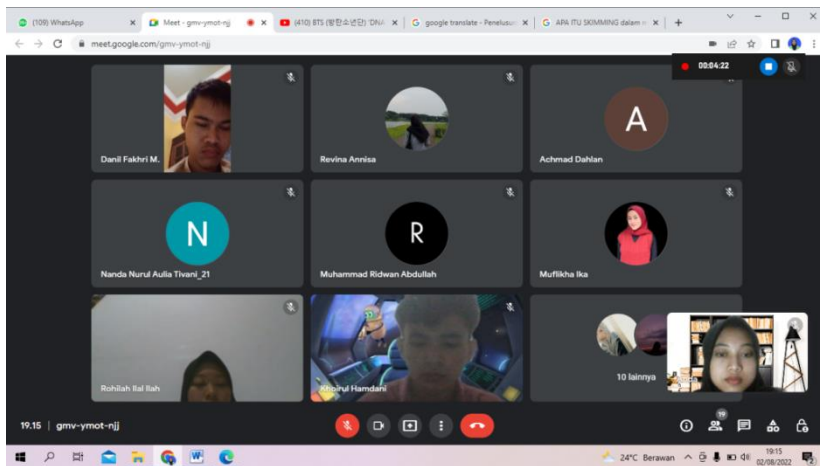 (109) WhatsApp
Meet - gmv-ymot-njj
(410) BTS (방탄소년단) 'DNA
google translate - Penelusur
APA ITU SKIMMING dalam m
meet.google.com/gmv-ymot-njj
00:04:22
Danil Fakhri M.
Revina Annisa
A
Achmad Dahlan
N
Nanda Nurul Aulia Tivani_21
R
Muhammad Ridwan Abdullah
Muflikha Ika
Rohilah Ilal Ilah
Khoirul Hamdani
10 lainnya
19.15 | gmv-ymot-njj
19
24°C Berawan
19:15
02/08/2022